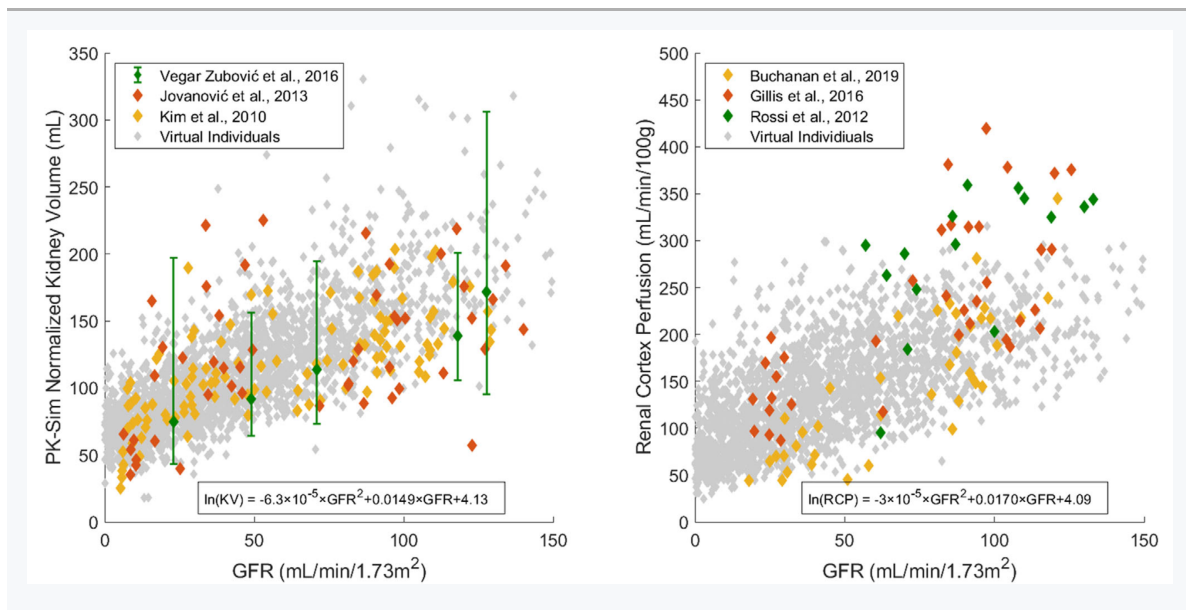 350
300
250
200
150
100
50
0
PK-Sim Normalized Kidney Volume (mL)
Vegar Zubović et al., 2016
Jovanović et al., 2013
Kim et al., 2010
Virtual Individuals
ln(KV) = -6.3×10⁻⁵×GFR²+0.0149×GFR+4.13
0 50 100 150
GFR (mL/min/1.73m²)
500
450
400
350
300
250
200
150
100
50
0
Renal Cortex Perfusion (mL/min/100g)
Buchanan et al., 2019
Gillis et al., 2016
Rossi et al., 2012
Virtual Individiuals
ln(RCP) = -3×10⁻⁵×GFR²+0.0170×GFR+4.09
0 50 100 150
GFR (mL/min/1.73m²)